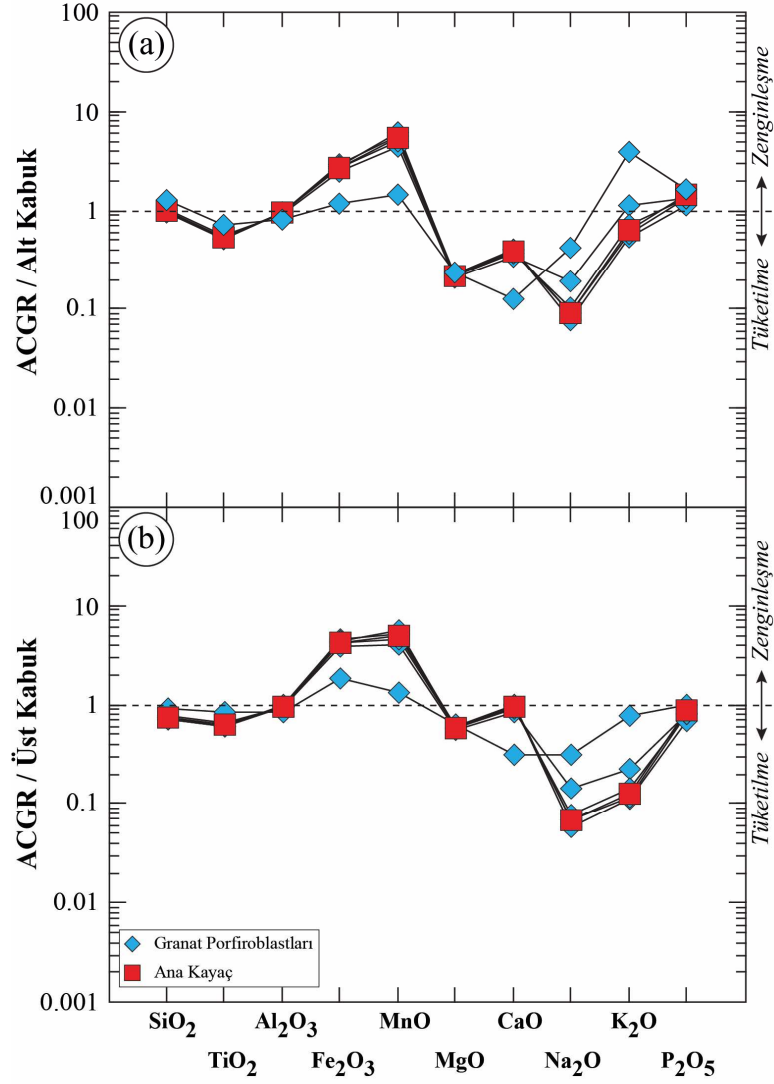 100
(a)
10
1
0.1
0.01
0.001
ACGR / Alt Kabuk
Zenginleşme
Tüketilme
100
(b)
10
1
0.1
0.01
0.001
ACGR / Üst Kabuk
Zenginleşme
Tüketilme
Granat Porfiroblastları
Ana Kayaç
SiO₂ Al₂O₃ MnO CaO K₂O
TiO₂ Fe₂O₃ MgO Na₂O P₂O₅